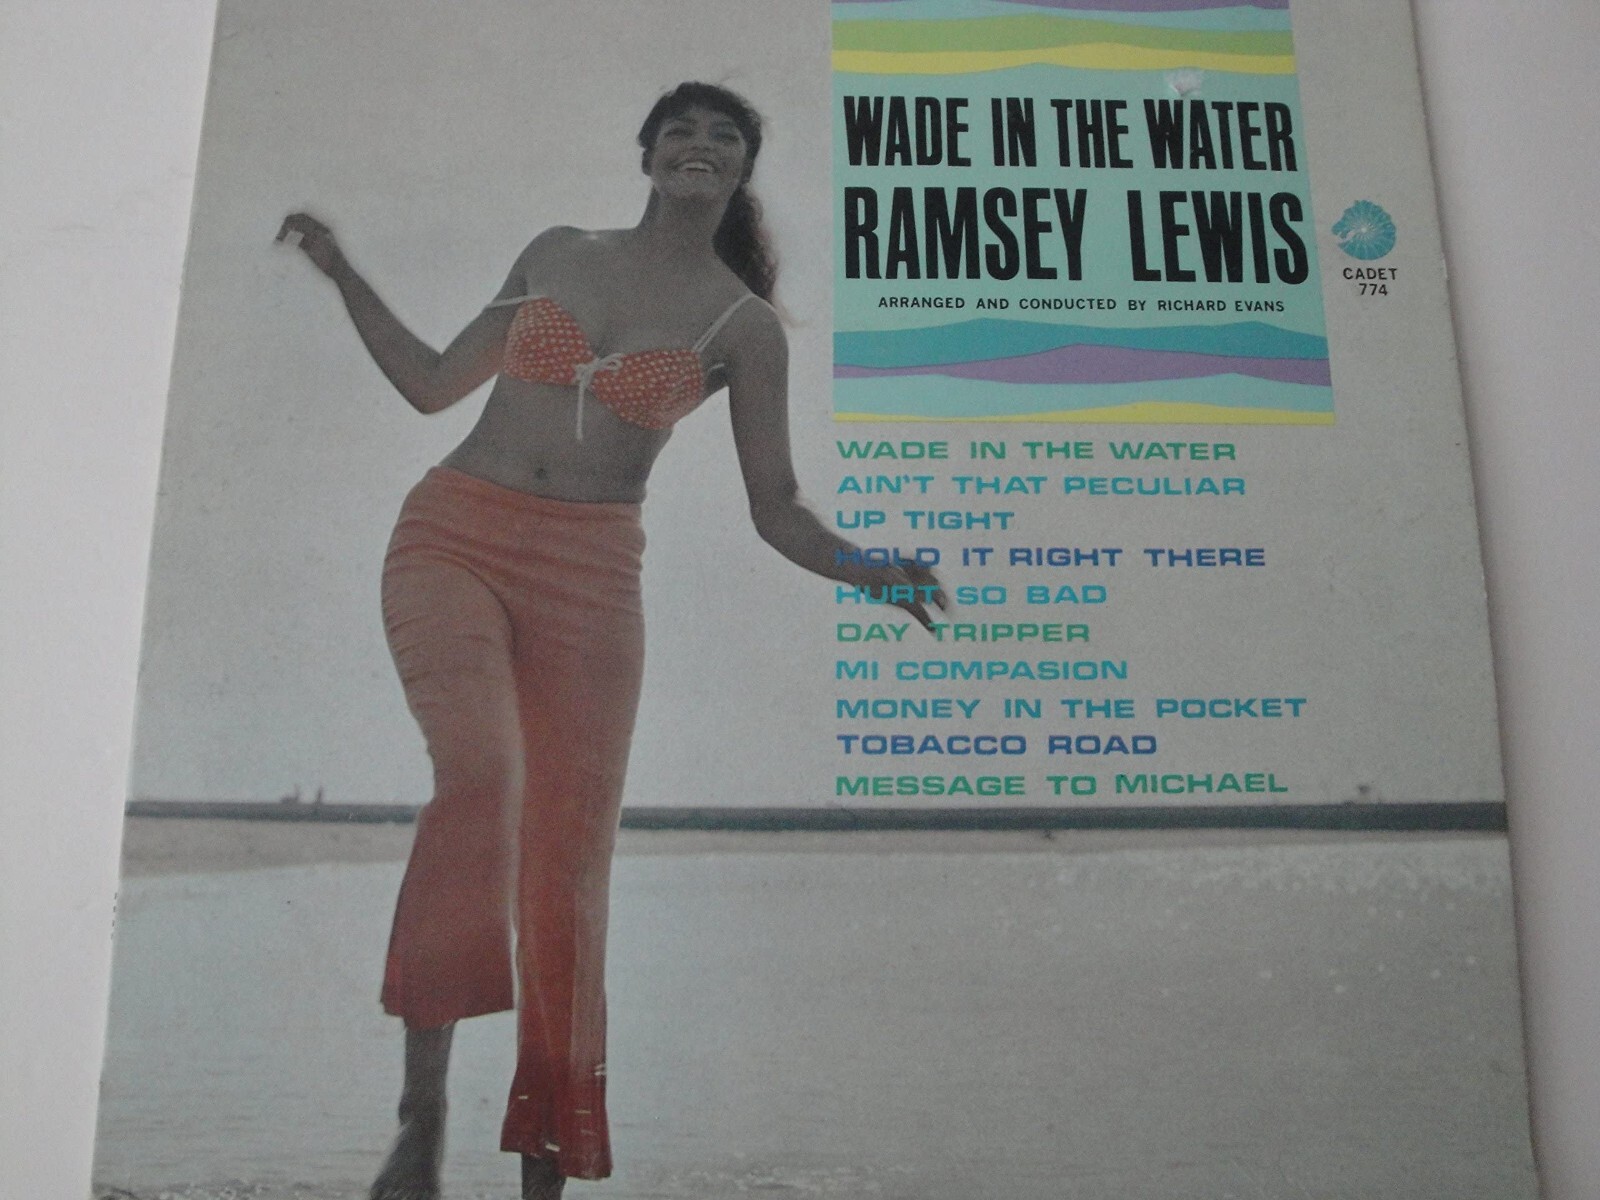 WADE IN THE WATER
RAMSEY LEWIS
ARRANGED AND CONDUCTED BY RICHARD EVANS
CADET
774
WADE IN THE WATER
AIN'T THAT PECULIAR
UP TIGHT
HOLD IT RIGHT THERE
HURT SO BAD
DAY TRIPPER
MI COMPASION
MONEY IN THE POCKET
TOBACCO ROAD
MESSAGE TO MICHAEL